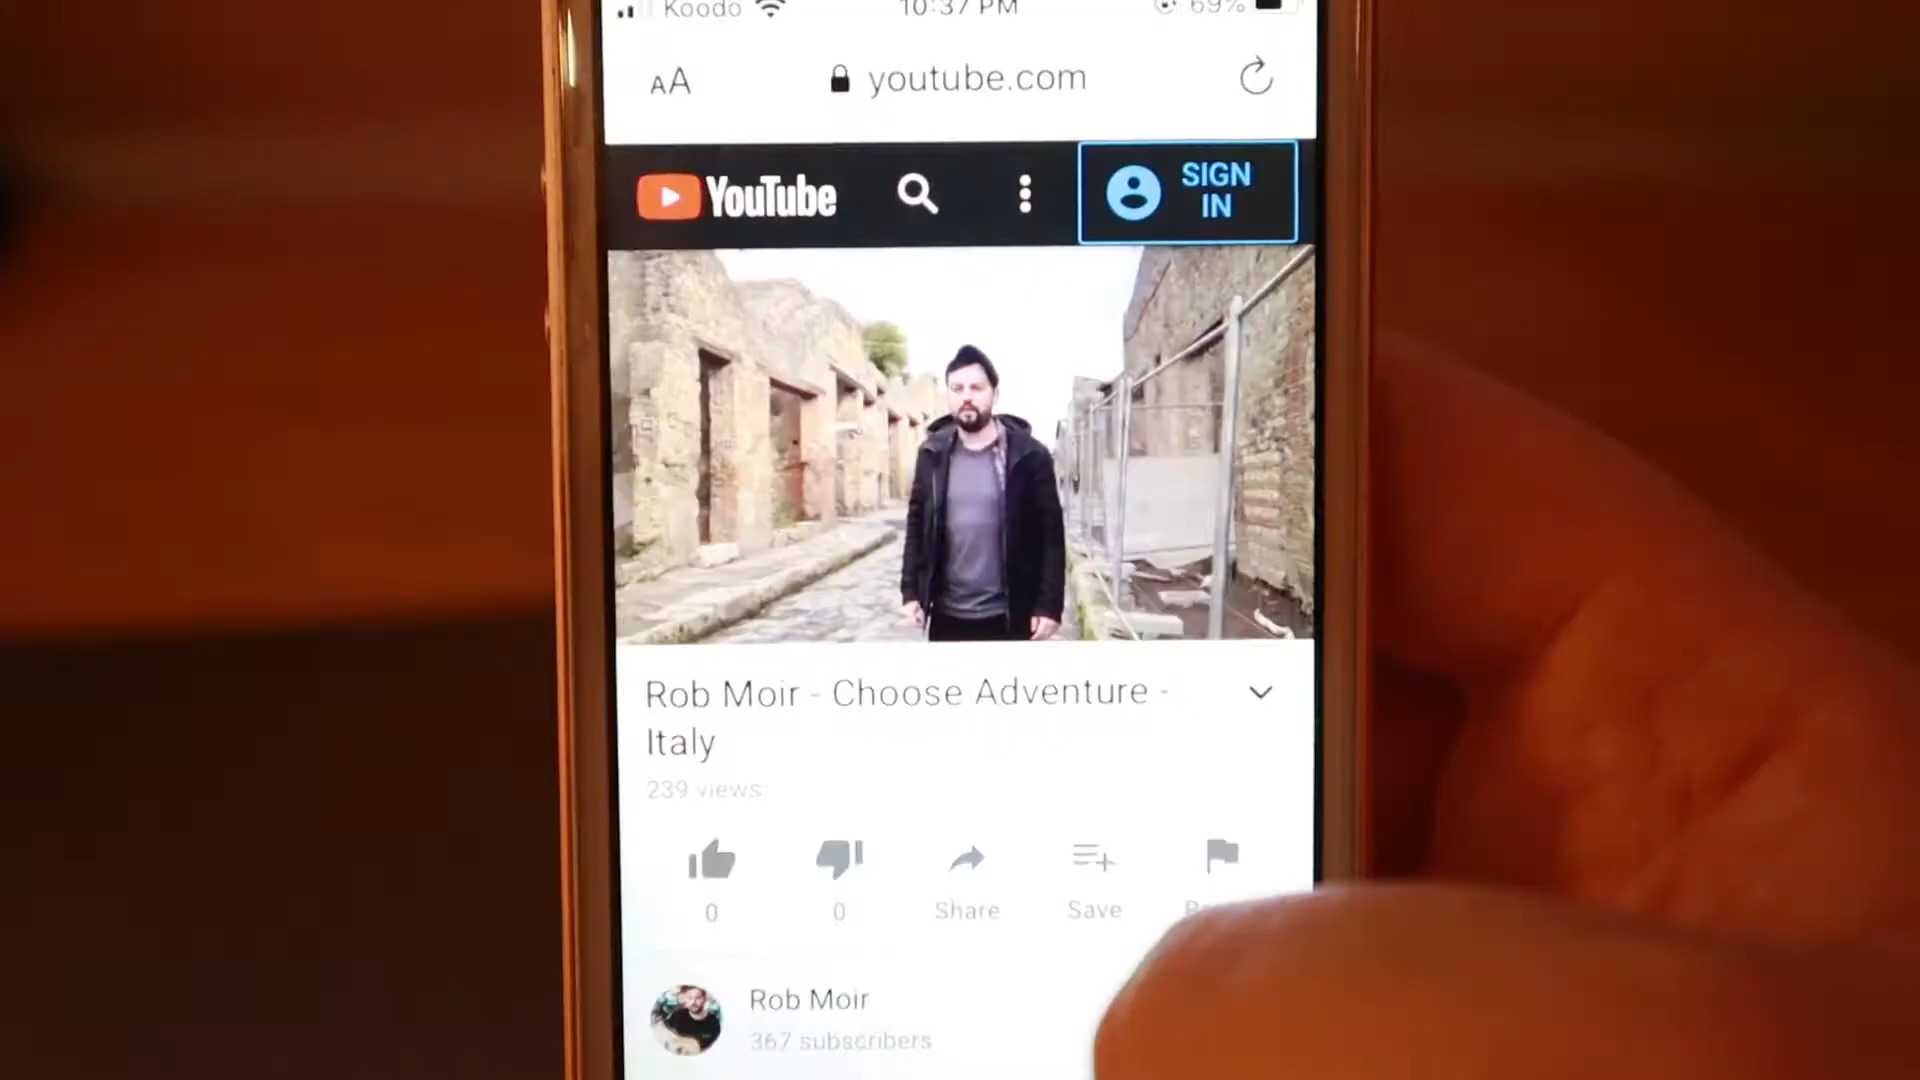 Koodo 10:37 PM 69%
AA youtube.com
YouTube SIGN IN
Rob Moir - Choose Adventure -
Italy
239 views
0 0 Share Save
Rob Moir
367 subscribers